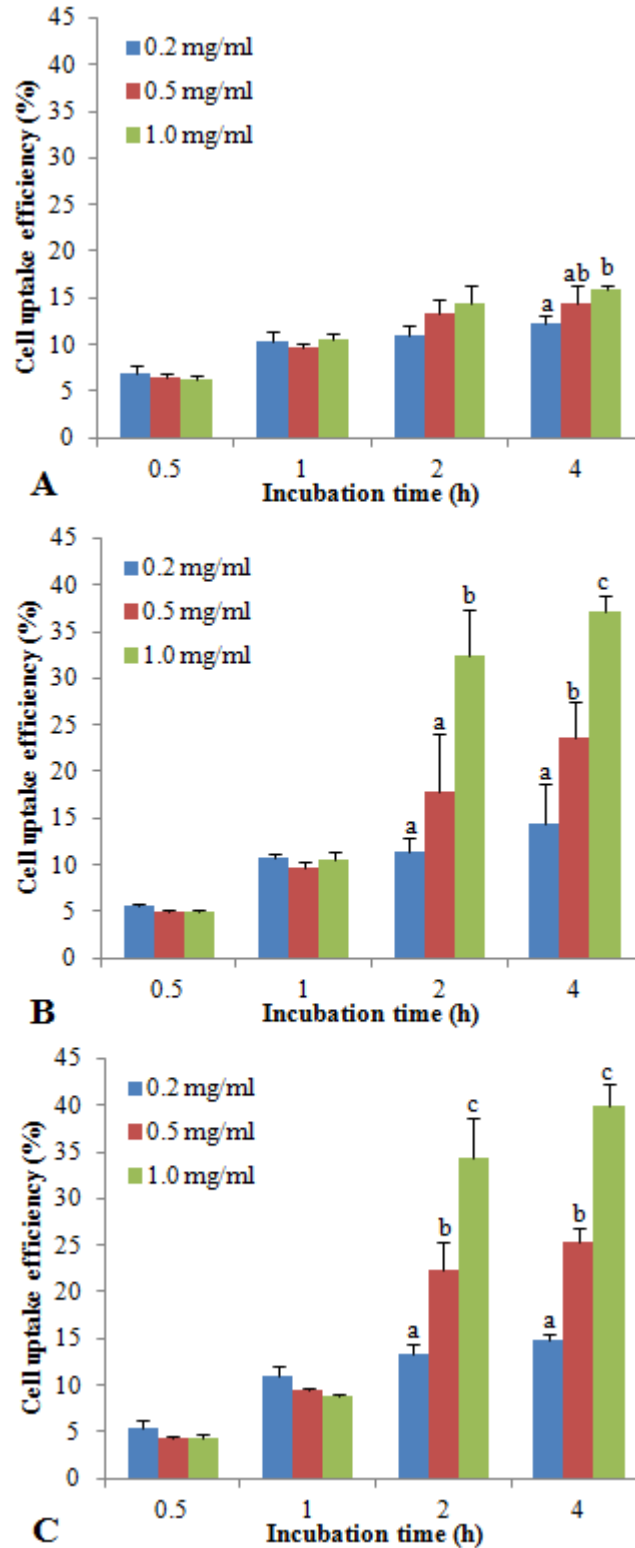 45
40
35
30
25
20
15
10
5
0
Cell uptake efficiency (%)
0.2 mg/ml
0.5 mg/ml
1.0 mg/ml
a
ab
b
0.5
1
2
4
A
Incubation time (h)
45
40
35
30
25
20
15
10
5
0
Cell uptake efficiency (%)
0.2 mg/ml
0.5 mg/ml
1.0 mg/ml
a
a
b
a
b
c
0.5
1
2
4
B
Incubation time (h)
45
40
35
30
25
20
15
10
5
0
Cell uptake efficiency (%)
0.2 mg/ml
0.5 mg/ml
1.0 mg/ml
a
b
c
a
b
c
0.5
1
2
4
C
Incubation time (h)